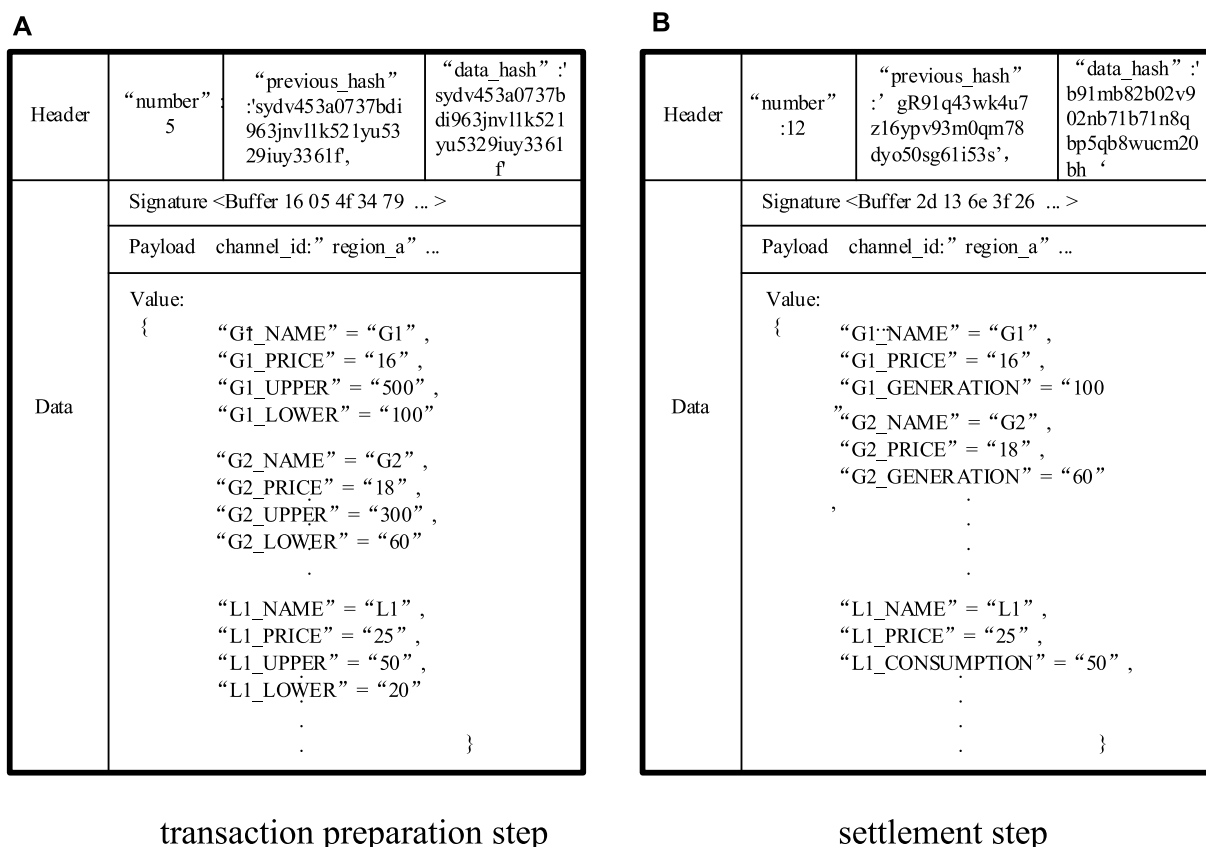 A
Header
“number” :
5
“previous_hash”
:'sydv453a0737bdi
963jnvl1k521yu53
29iuy3361f',
“data_hash” :'
sydv453a0737b
di963jnvl1k521
yu5329iuy3361
f'
Data
Signature <Buffer 16 05 4f 34 79 ... >
Payload channel_id:” region_a” ...
Value:
{
“G1_NAME” = “G1” ,
“G1_PRICE” = “16” ,
“G1_UPPER” = “500” ,
“G1_LOWER” = “100”
“G2_NAME” = “G2” ,
“G2_PRICE” = “18” ,
“G2_UPPER” = “300” ,
“G2_LOWER” = “60”
.
“L1_NAME” = “L1” ,
“L1_PRICE” = “25” ,
“L1_UPPER” = “50” ,
“L1_LOWER” = “20”
.
.
. }
transaction preparation step
B
Header
“number”
:12
“previous_hash”
:’ gR91q43wk4u7
z16ypv93m0qm78
dyo50sg61i53s’ ,
“data_hash” :'
b91mb82b02v9
02nb71b71n8q
bp5qb8wucm20
bh ‘
Data
Signature <Buffer 2d 13 6e 3f 26 ... >
Payload channel_id:” region_a” ...
Value:
{
“G1_NAME” = “G1” ,
“G1_PRICE” = “16” ,
“G1_GENERATION” = “100
” ,
“G2_NAME” = “G2” ,
“G2_PRICE” = “18” ,
“G2_GENERATION” = “60”
,
.
.
.
“L1_NAME” = “L1” ,
“L1_PRICE” = “25” ,
“L1_CONSUMPTION” = “50” ,
.
.
. }
settlement step